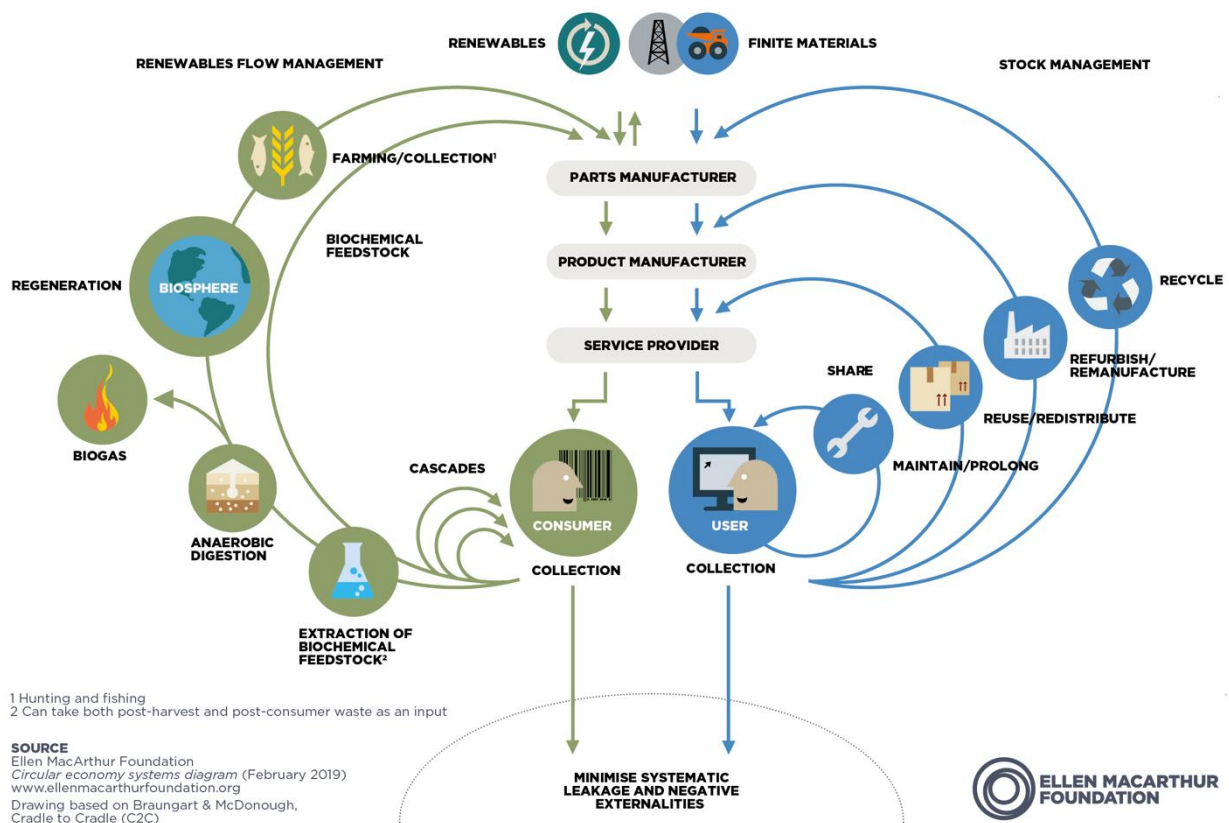 RENEWABLES
FINITE MATERIALS
RENEWABLES FLOW MANAGEMENT
STOCK MANAGEMENT
FARMING/COLLECTION¹
PARTS MANUFACTURER
BIOCHEMICAL
FEEDSTOCK
PRODUCT MANUFACTURER
REGENERATION
BIOSPHERE
RECYCLE
SERVICE PROVIDER
SHARE
REFURBISH/
REMANUFACTURE
REUSE/REDISTRIBUTE
BIOGAS
CASCADES
MAINTAIN/PROLONG
CONSUMER
USER
ANAEROBIC
DIGESTION
COLLECTION
COLLECTION
EXTRACTION OF
BIOCHEMICAL
FEEDSTOCK²
1 Hunting and fishing
2 Can take both post-harvest and post-consumer waste as an input
SOURCE
Ellen MacArthur Foundation
Circular economy systems diagram (February 2019)
www.ellenmacarthurfoundation.org
Drawing based on Braungart & McDonough,
Cradle to Cradle (C2C)
MINIMISE SYSTEMATIC
LEAKAGE AND NEGATIVE
EXTERNALITIES
ELLEN MACARTHUR
FOUNDATION